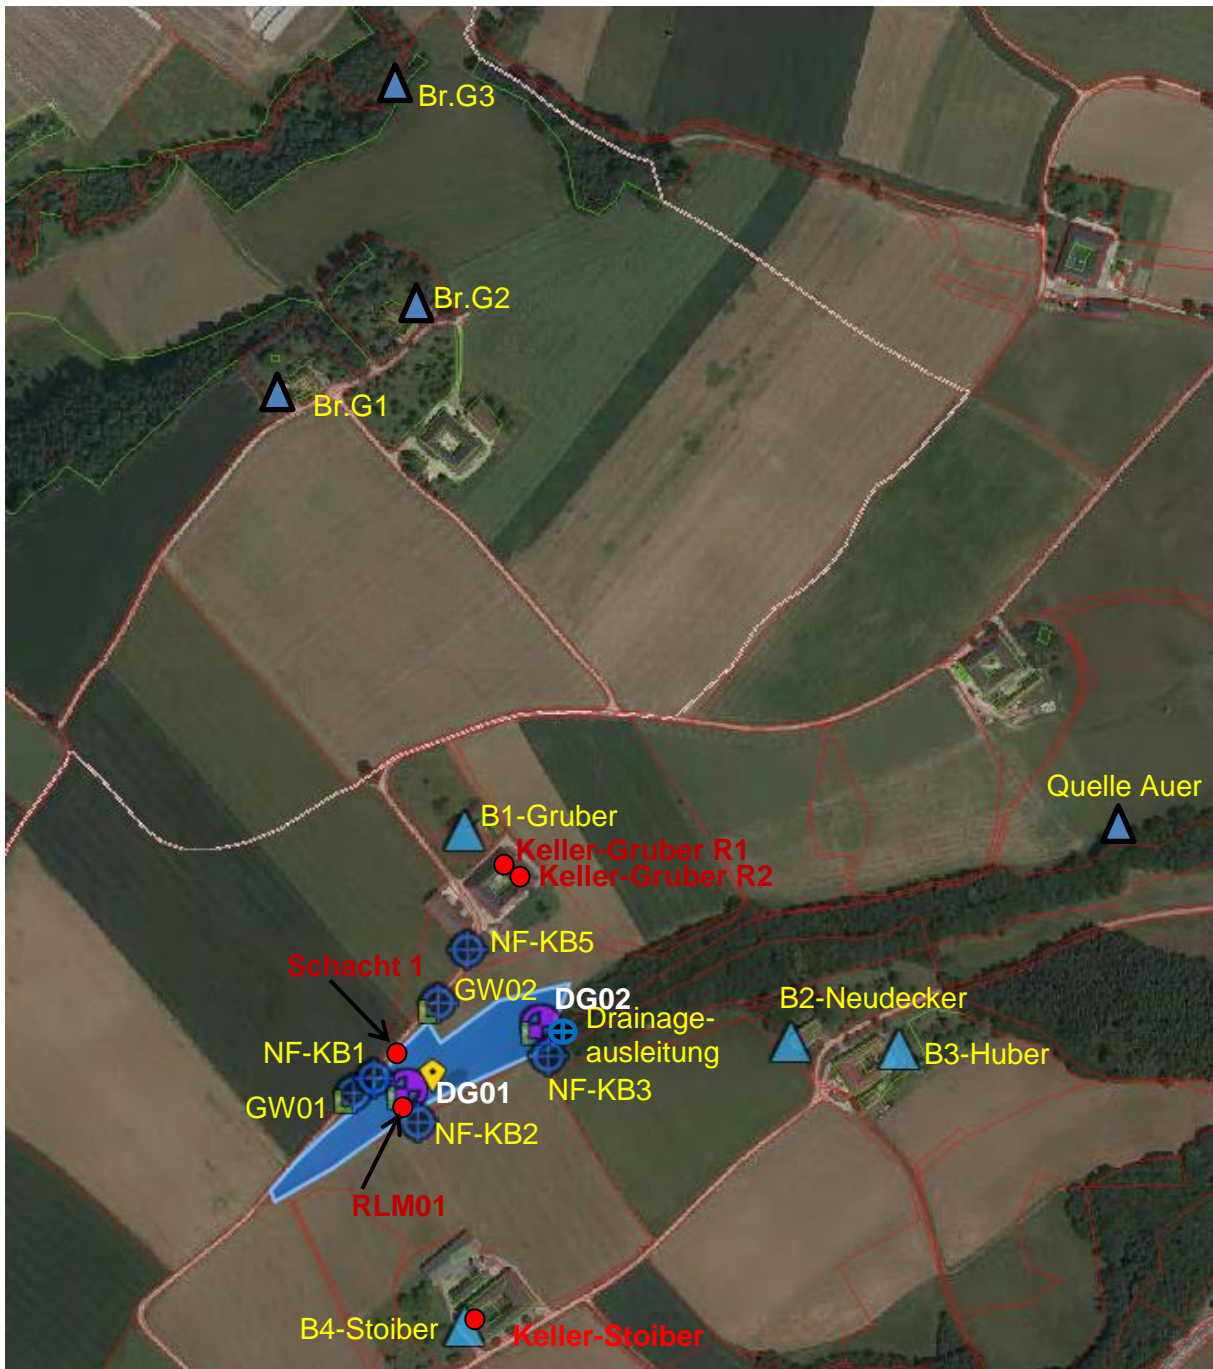 Br.G3
Br.G2
Br.G1
Quelle Auer
B1-Gruber
Keller-Gruber R1
Keller-Gruber R2
NF-KB5
Schacht 1
GW02
DG02
B2-Neudecker
Drainage-
ausleitung
NF-KB1
B3-Huber
NF-KB3
DG01
GW01
NF-KB2
RLM01
B4-Stoiber
Keller-Stoiber